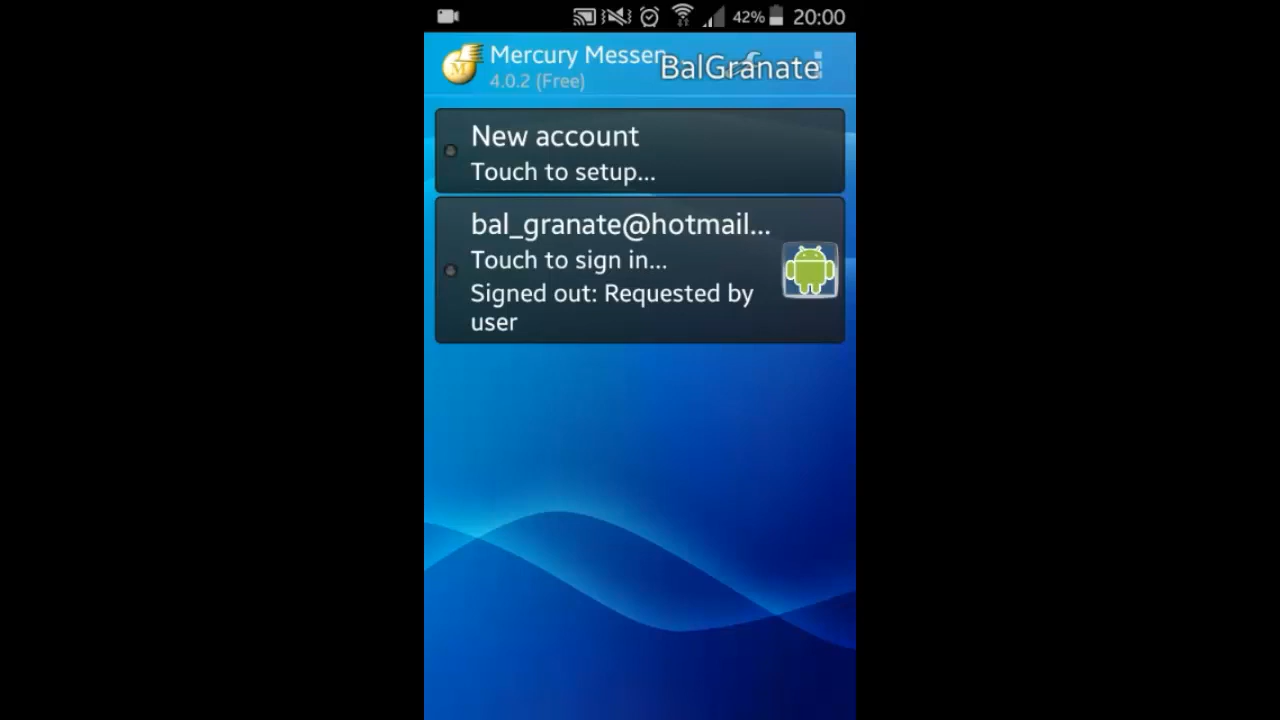 42% 20:00
Mercury Messen
BalGranate
4.0.2 (Free)
New account
Touch to setup...
bal_granate@hotmail...
Touch to sign in...
Signed out: Requested by
user